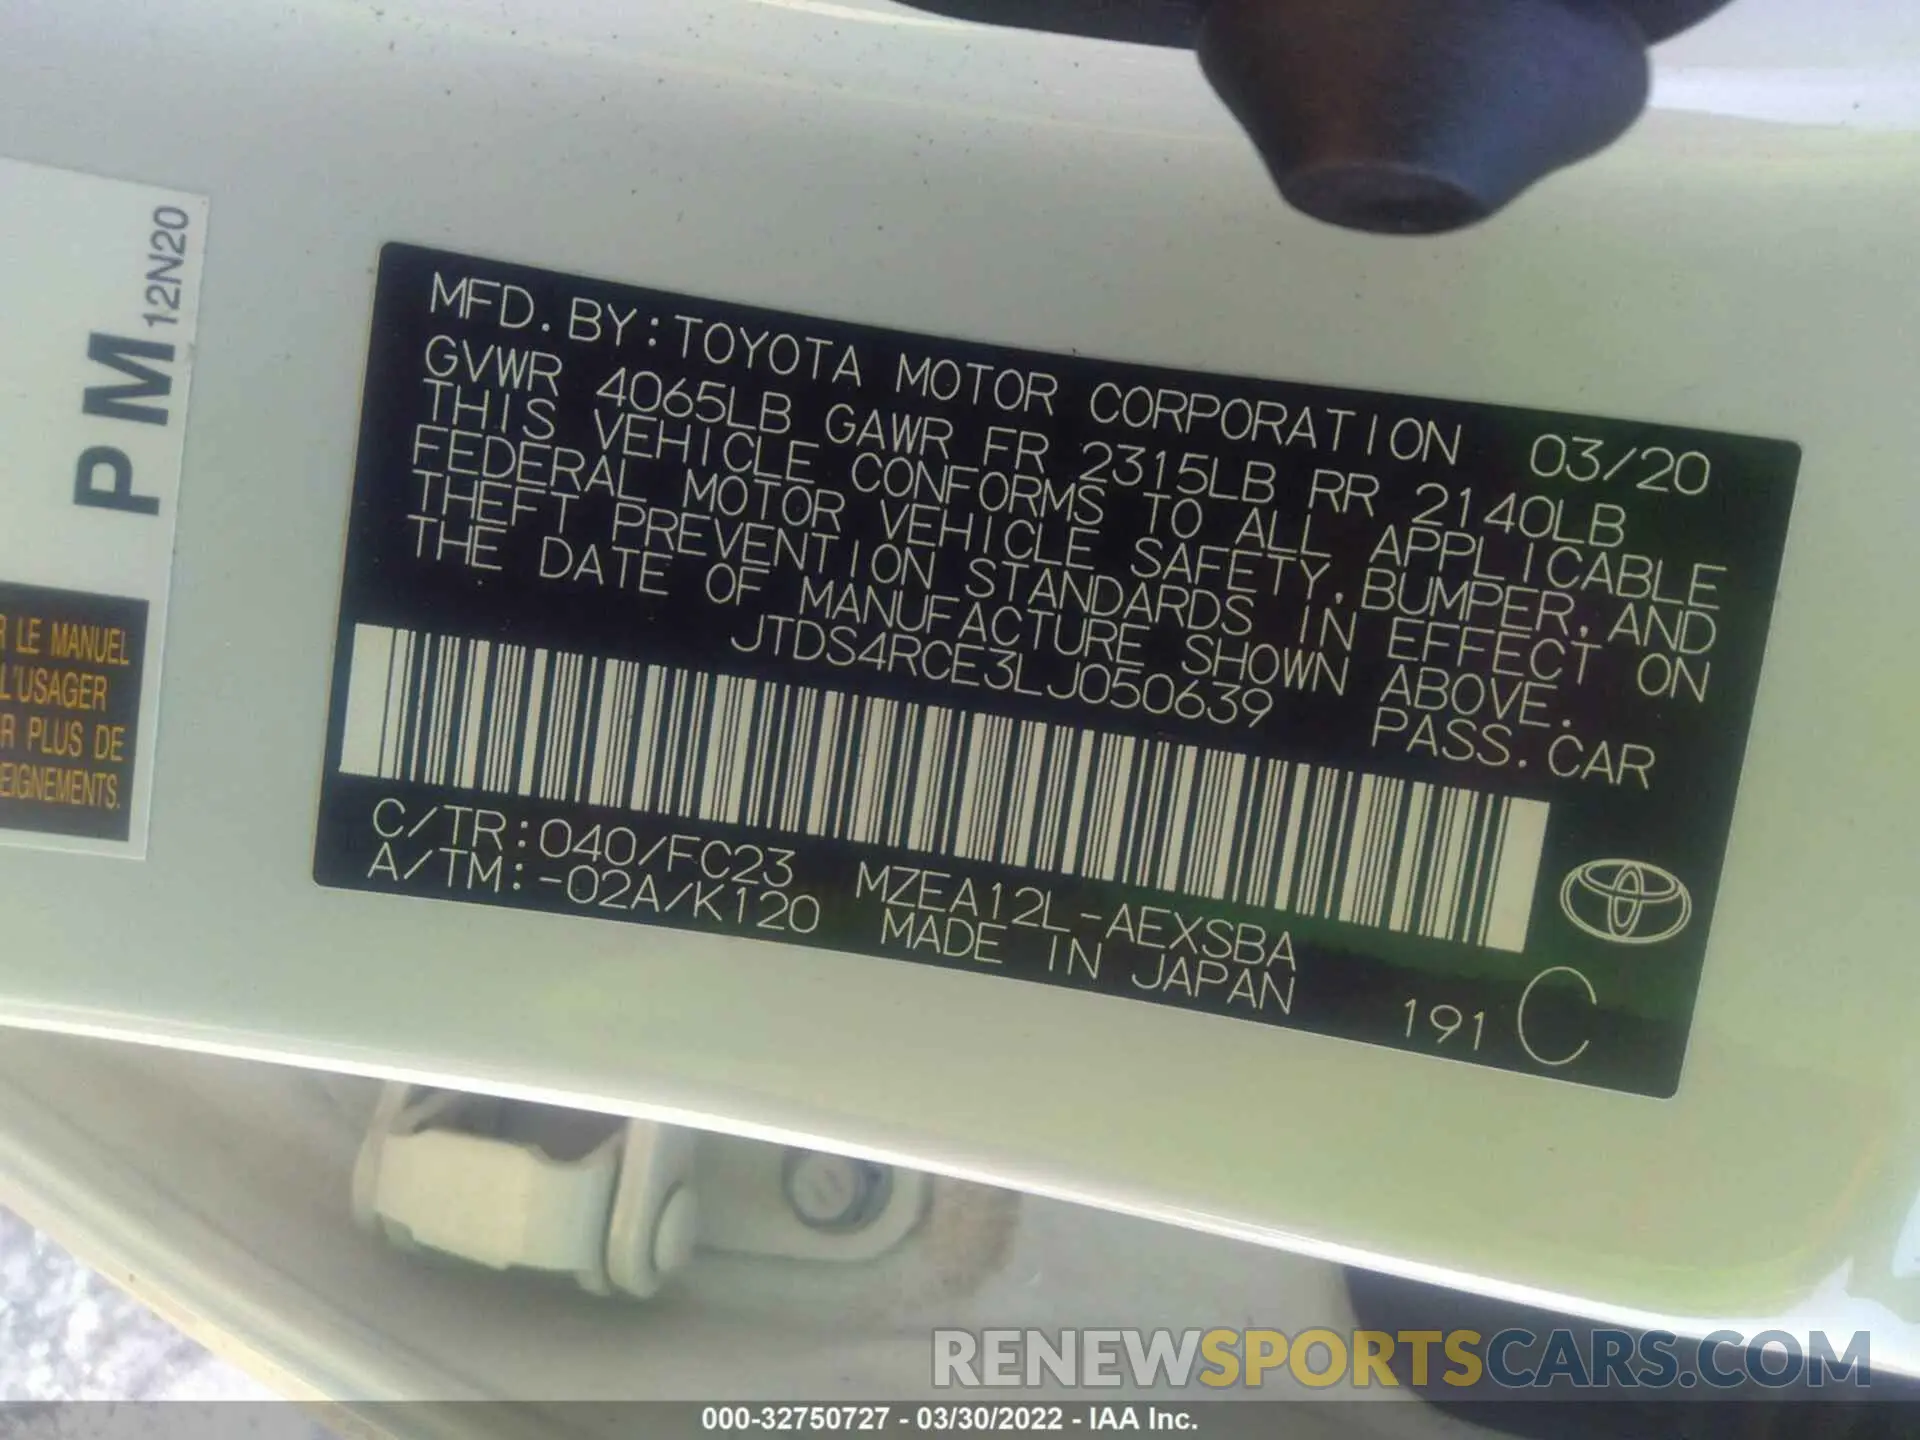 PM12N20
R LE MANUEL
L'USAGER
R PLUS DE
EIGNEMENTS.
MFD. BY: TOYOTA MOTOR CORPORATION 03/20
GVWR 4065LB GAWR FR 2315LB RR 2140LB
THIS VEHICLE CONFORMS TO ALL APPLICABLE
FEDERAL MOTOR VEHICLE SAFETY, BUMPER, AND
THEFT PREVENTION STANDARDS IN EFFECT ON
THE DATE OF MANUFACTURE SHOWN ABOVE.
JTDS4RCE3LJ050639 PASS. CAR
C/TR: 040/FC23 MZEA12L-AEXSBA
A/TM: -02A/K120 MADE IN JAPAN 191 C
RENEWSPORTSCARS.COM
000-32750727 - 03/30/2022 - IAA Inc.